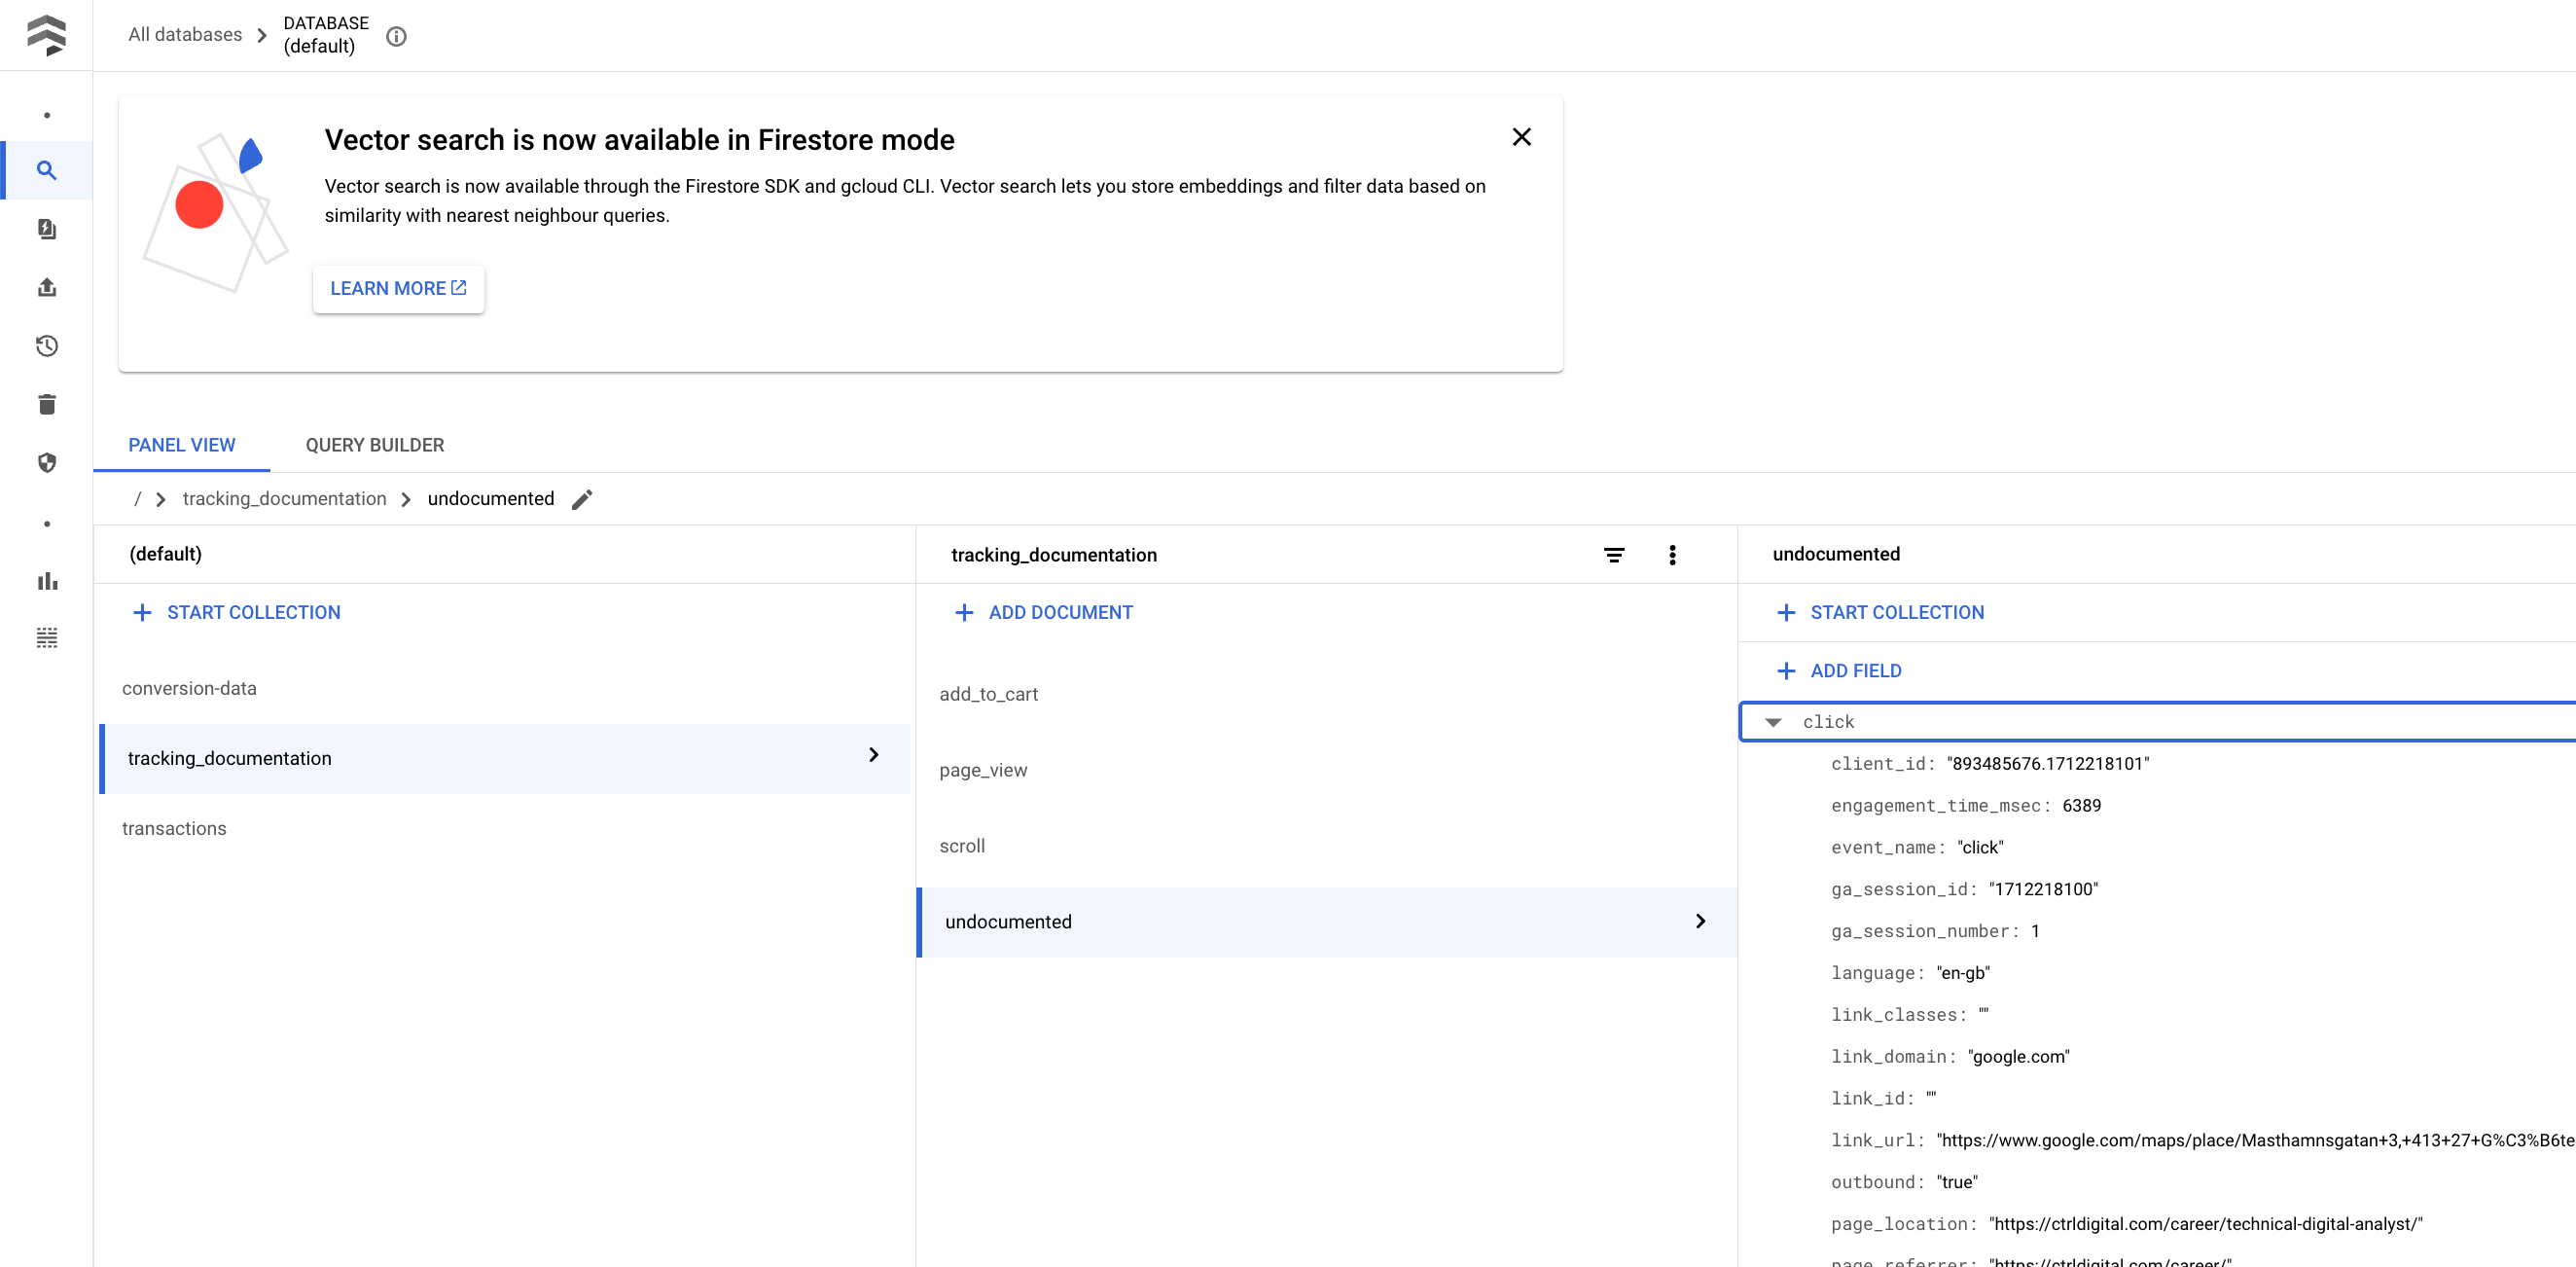 All databases
DATABASE
(default)
Vector search is now available in Firestore mode
Vector search is now available through the Firestore SDK and gcloud CLI. Vector search lets you store embeddings and filter data based on
similarity with nearest neighbour queries.
LEARN MORE
PANEL VIEW QUERY BUILDER
/ tracking_documentation undocumented
(default)
START COLLECTION
conversion-data
tracking_documentation
transactions
tracking_documentation
ADD DOCUMENT
add_to_cart
page_view
scroll
undocumented
undocumented
START COLLECTION
ADD FIELD
click
client_id: "893485676.1712218101"
engagement_time_msec: 6389
event_name: "click"
ga_session_id: "1712218100"
ga_session_number: 1
language: "en-gb"
link_classes: ""
link_domain: "google.com"
link_id: ""
link_url: "https://www.google.com/maps/place/Masthamnsgatan+3,+413+27+G%C3%B6te
outbound: "true"
page_location: "https://ctrldigital.com/career/technical-digital-analyst/"
page_referrer: "https://ctrldigital.com/career/"